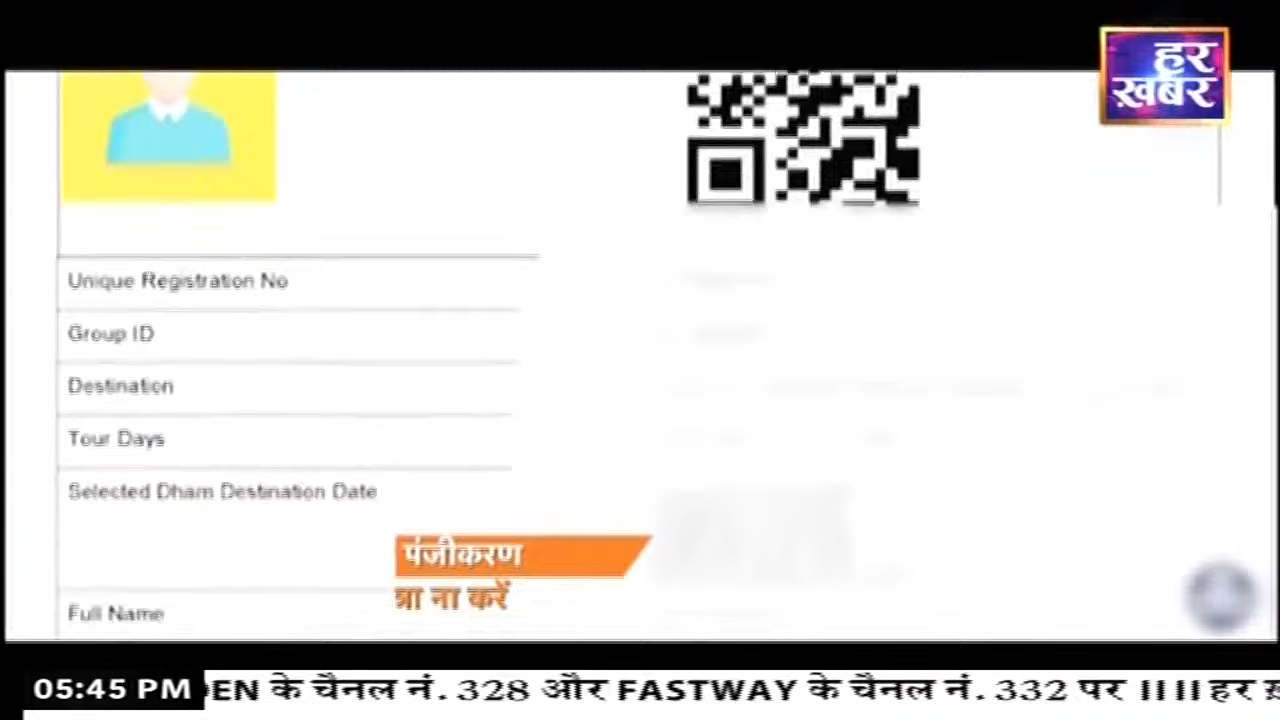 हर
ख़बर
Unique Registration No
Group ID
Destination
Tour Days
Selected Dham Destination Date
पंजीकरण
त्रा ना करें
Full Name
05:45 PM
EN के चैनल नं. 328 और FASTWAY के चैनल नं. 332 पर ।।।। हर